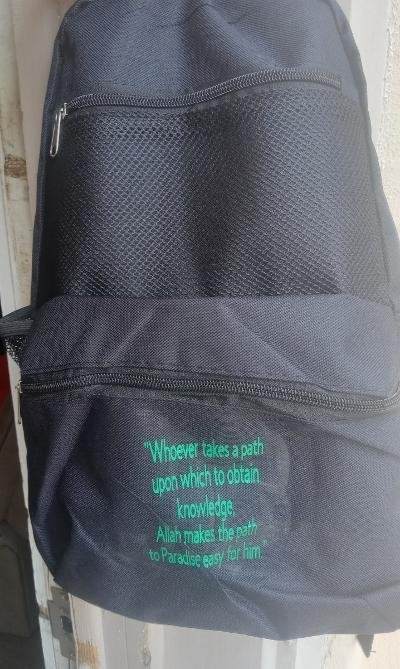 "Whoever takes a path
upon which to obtain
knowledge,
Allah makes the path
to Paradise easy for him."